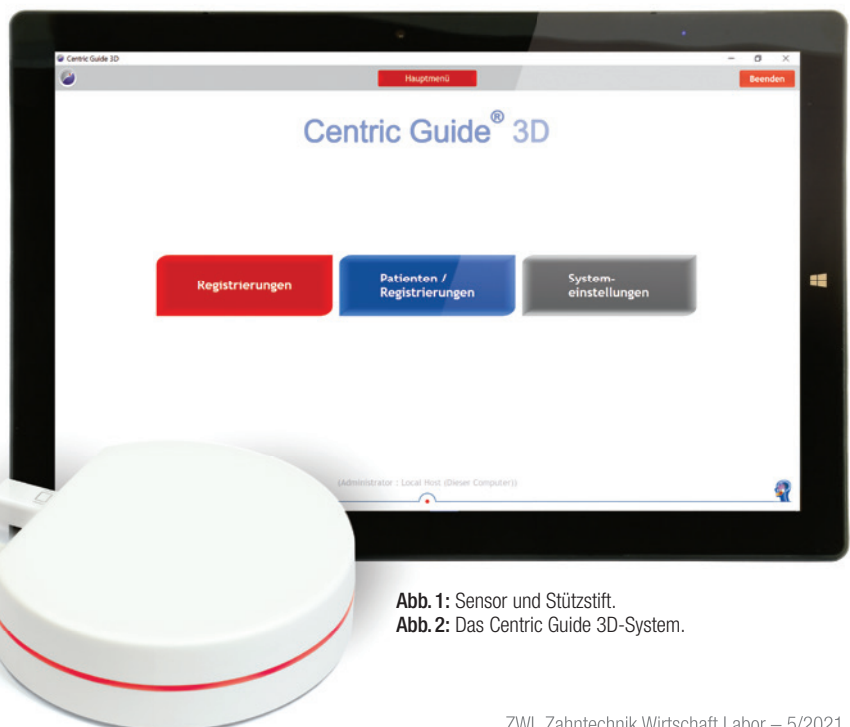 Centric Guide 3D
Hauptmenü
Beenden
Centric Guide® 3D
Registrierungen
Patienten /
Registrierungen
System-
einstellungen
(Administrator : Local Host (Dieser Computer))
Abb. 1: Sensor und Stützstift.
Abb. 2: Das Centric Guide 3D-System.
ZWL Zahntechnik Wirtschaft Labor – 5/2021